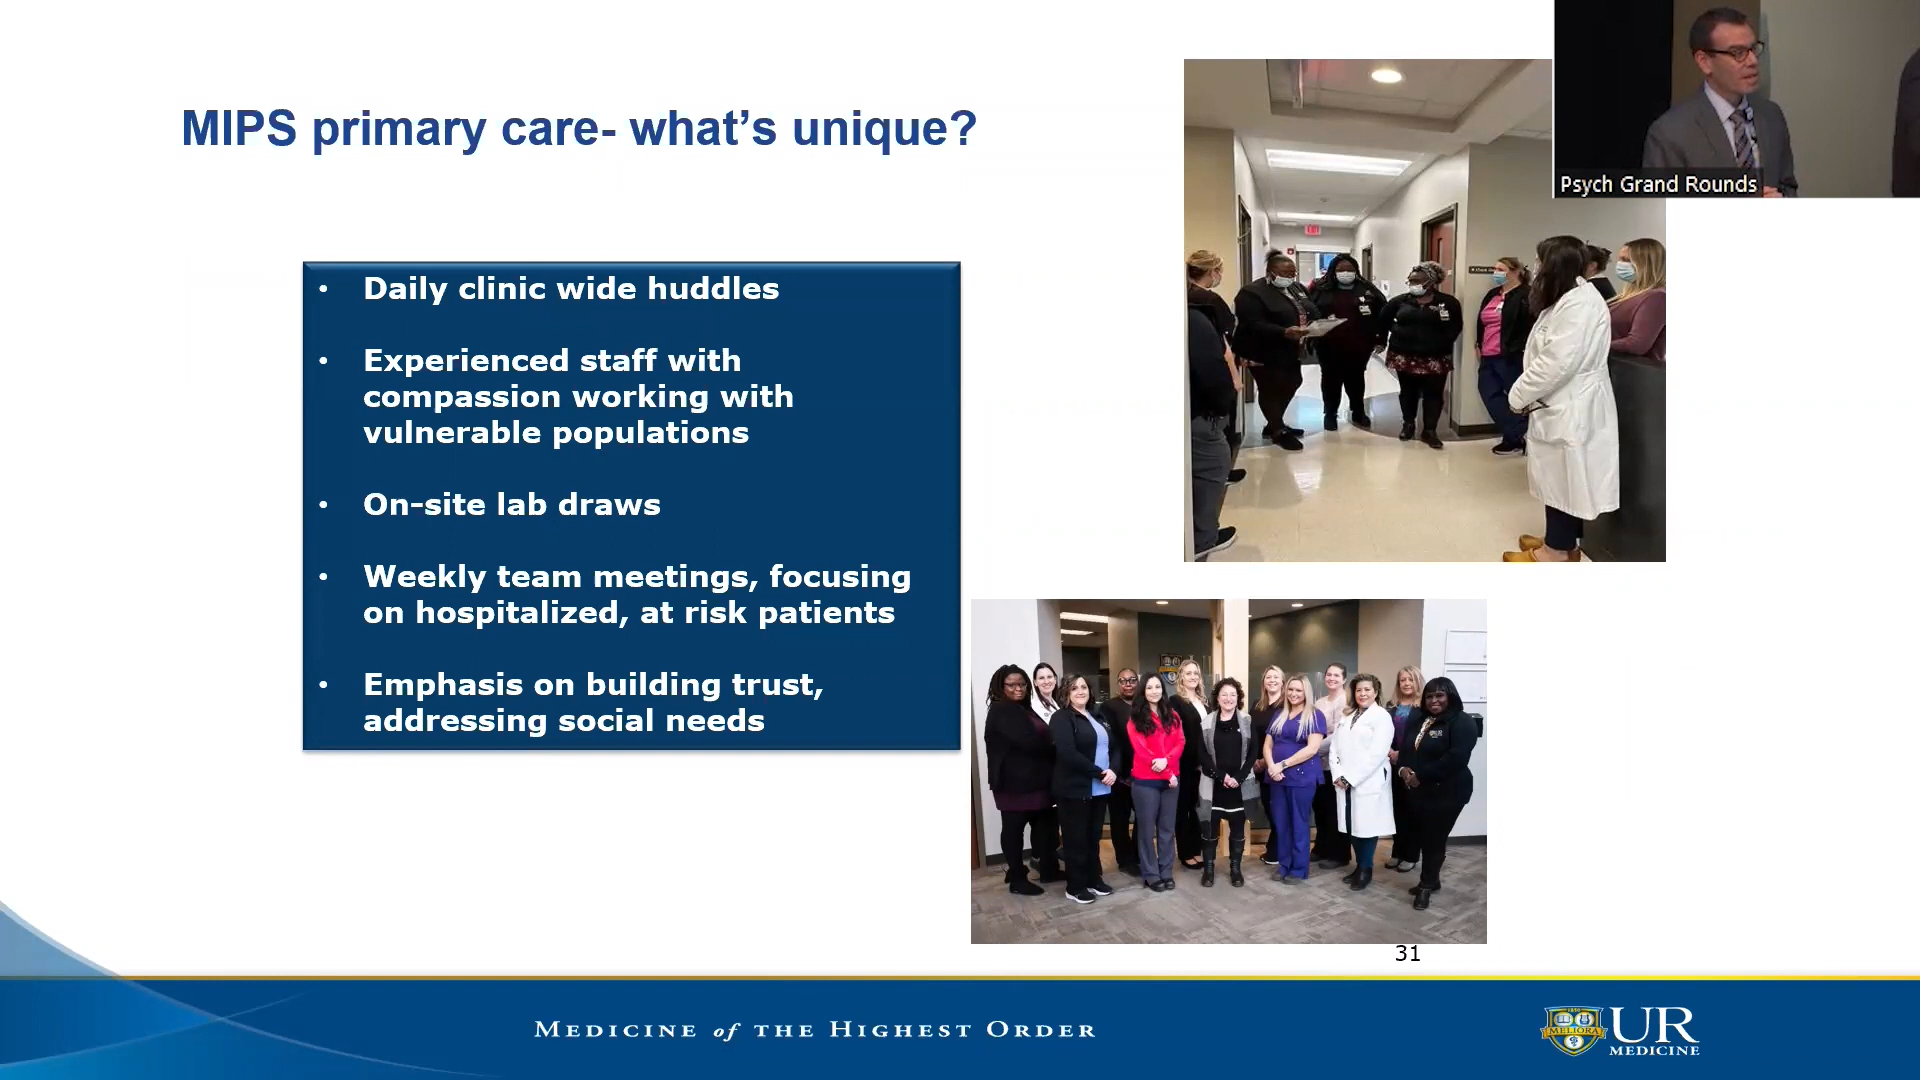 MIPS primary care- what's unique?
Psych Grand Rounds
• Daily clinic wide huddles
• Experienced staff with
compassion working with
vulnerable populations
• On-site lab draws
• Weekly team meetings, focusing
on hospitalized, at risk patients
• Emphasis on building trust,
addressing social needs
31
MEDICINE of THE HIGHEST ORDER
MELIORA
UR
MEDICINE